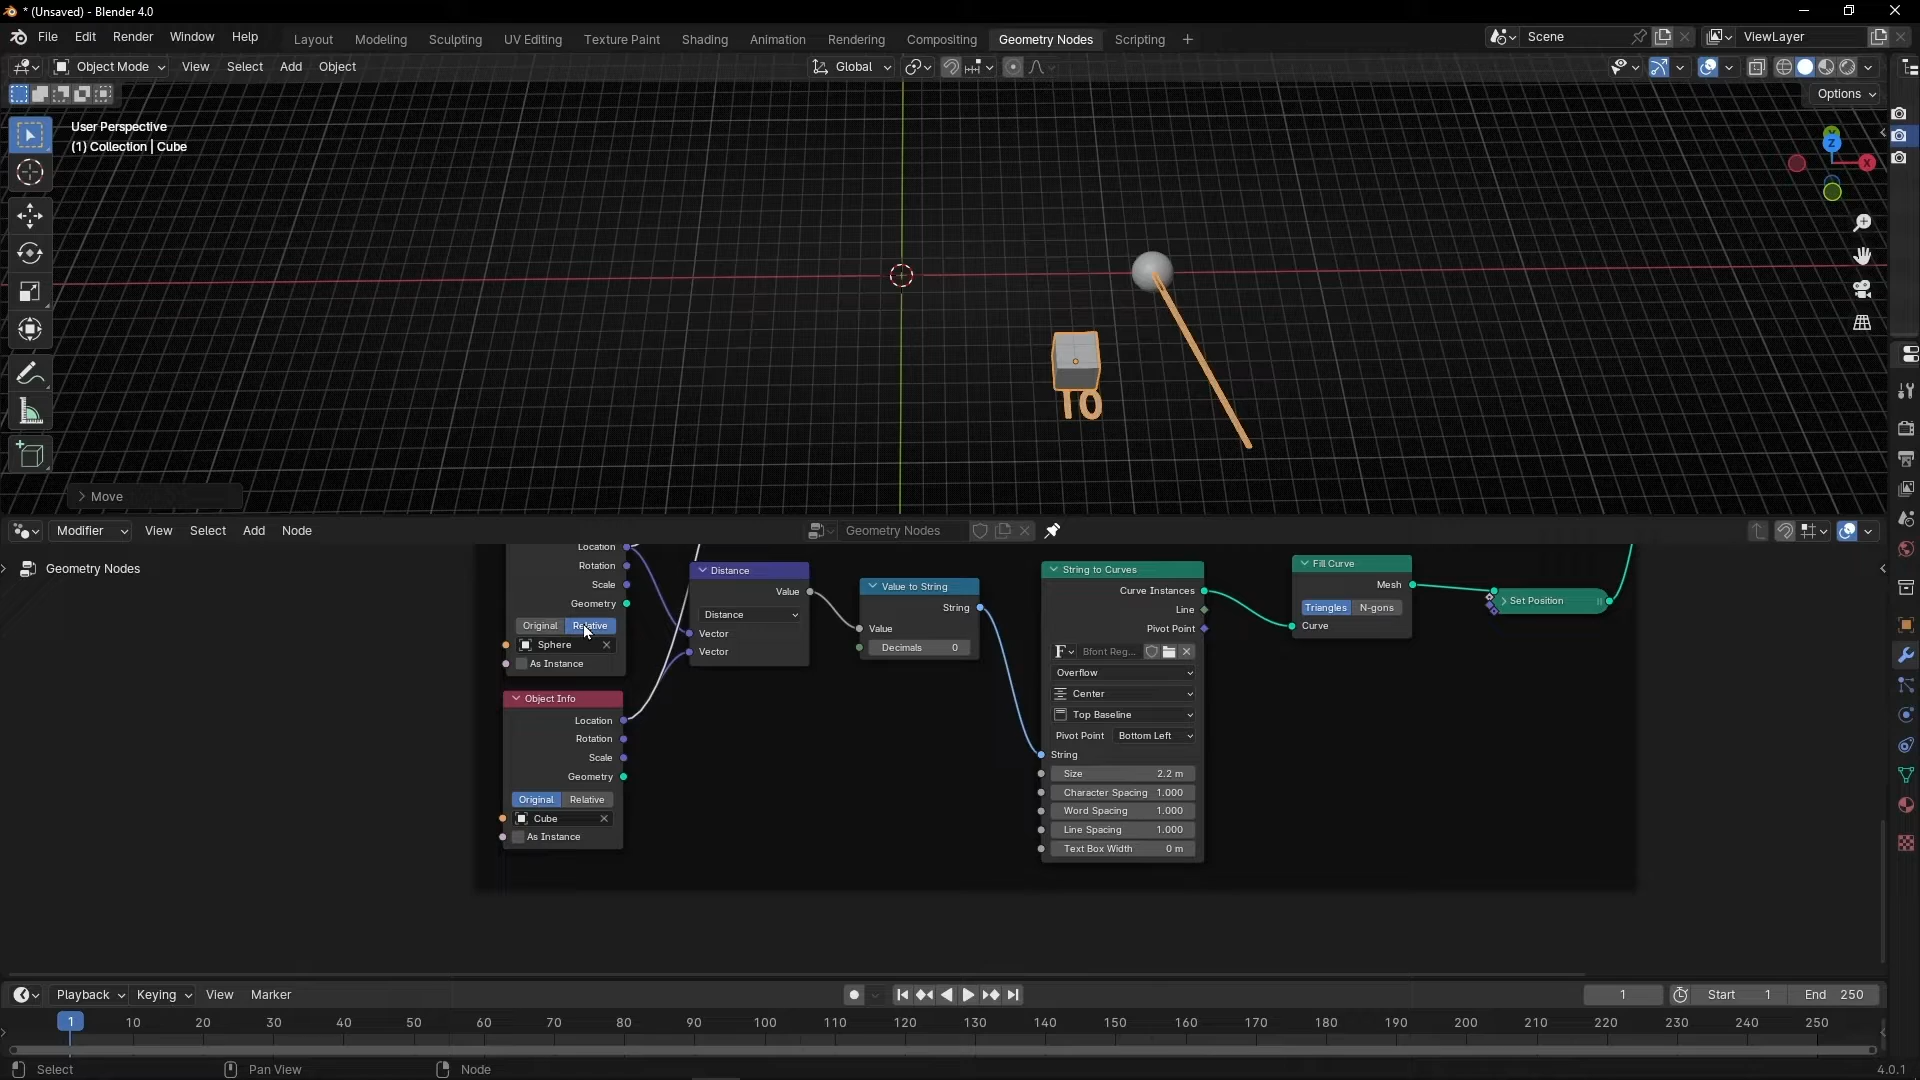 * (Unsaved) - Blender 4.0
File Edit Render Window Help
Layout Modeling Sculpting UV Editing Texture Paint Shading Animation Rendering Compositing Geometry Nodes Scripting +
Scene
ViewLayer
Object Mode View Select Add Object
Global
Options
User Perspective
(1) Collection | Cube
Z
X
10
> Move
Modifier View Select Add Node
Geometry Nodes
Geometry Nodes
Location
Rotation
Scale
Geometry
Original Relative
Sphere
As Instance
Object Info
Location
Rotation
Scale
Geometry
Original Relative
Cube
As Instance
Distance
Value
Distance
Vector
Vector
Value to String
String
Value
Decimals 0
String to Curves
Curve Instances
Line
Pivot Point
Bfont Reg...
Overflow
Center
Top Baseline
Pivot Point Bottom Left
String
Size 2.2 m
Character Spacing 1.000
Word Spacing 1.000
Line Spacing 1.000
Text Box Width 0 m
Fill Curve
Mesh
Triangles N-gons
Curve
Set Position
Playback Keying View Marker
1
Start 1
End 250
1 10 20 30 40 50 60 70 80 90 100 110 120 130 140 150 160 170 180 190 200 210 220 230 240 250
Select
Pan View
Node
4.0.1